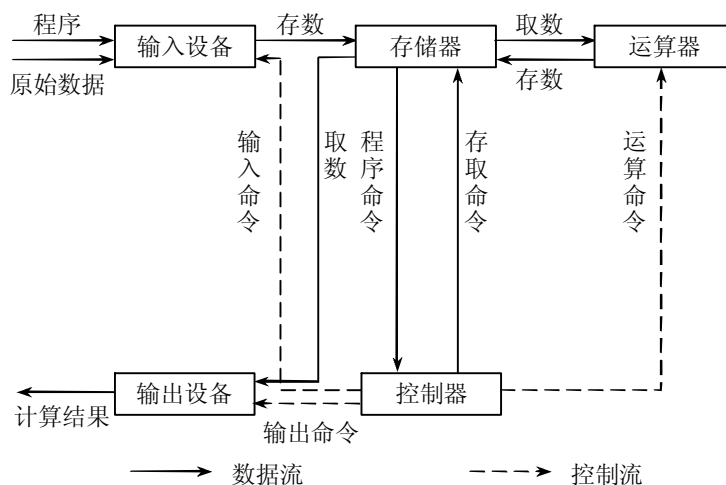 程序
输入设备
存数
存储器
取数
运算器
原始数据
存数
输入命令
取数
程序命令
存取命令
运算命令
输出设备
控制器
计算结果
输出命令
数据流
控制流